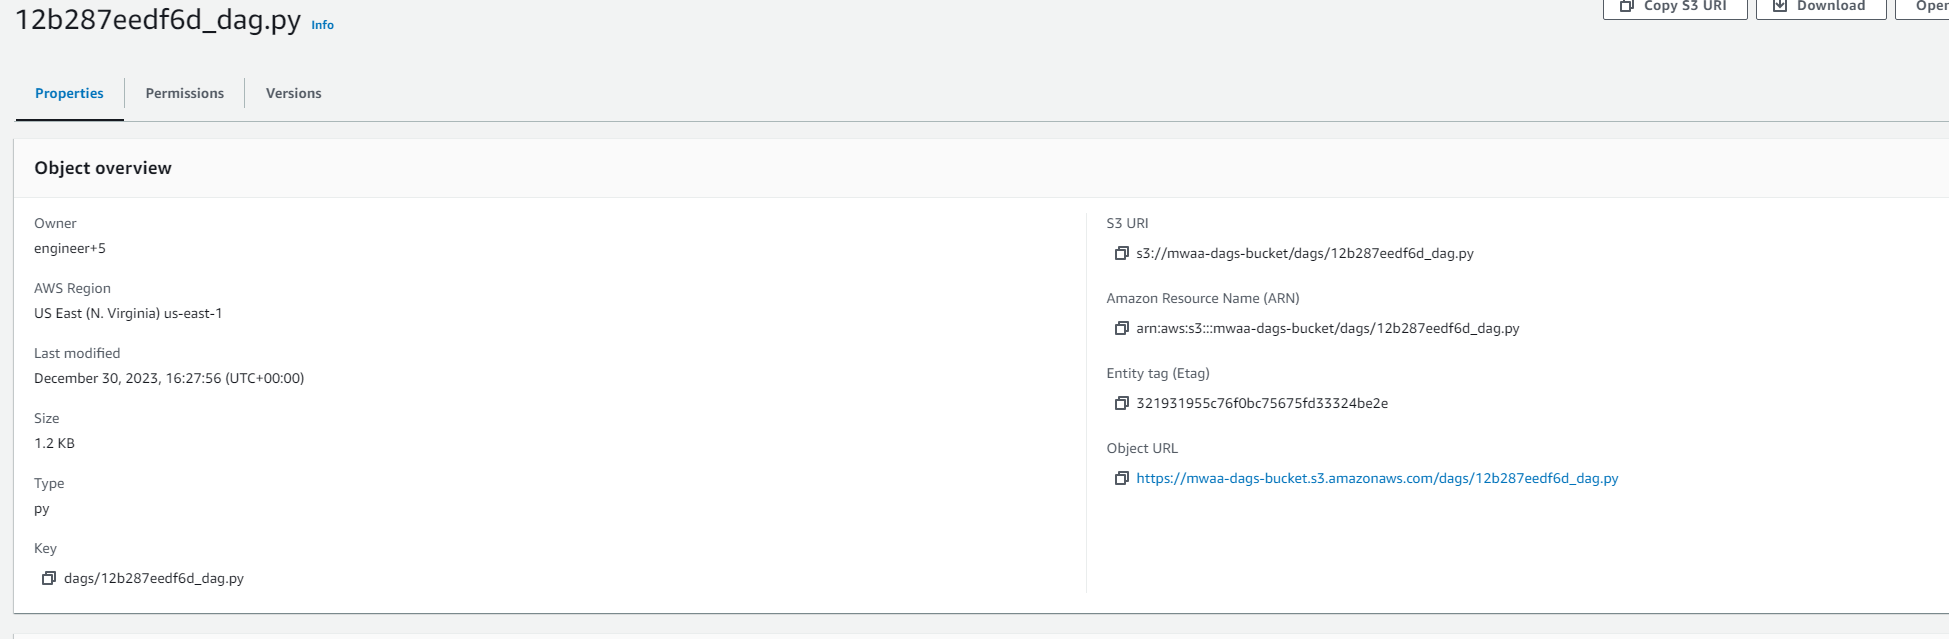 12b287eedf6d_dag.py Info
Copy S3 URI
Download
Open
Properties
Permissions
Versions
Object overview
Owner
engineer+5
AWS Region
US East (N. Virginia) us-east-1
Last modified
December 30, 2023, 16:27:56 (UTC+00:00)
Size
1.2 KB
Type
py
Key
dags/12b287eedf6d_dag.py
S3 URI
s3://mwaa-dags-bucket/dags/12b287eedf6d_dag.py
Amazon Resource Name (ARN)
arn:aws:s3:::mwaa-dags-bucket/dags/12b287eedf6d_dag.py
Entity tag (Etag)
321931955c76f0bc75675fd33324be2e
Object URL
https://mwaa-dags-bucket.s3.amazonaws.com/dags/12b287eedf6d_dag.py